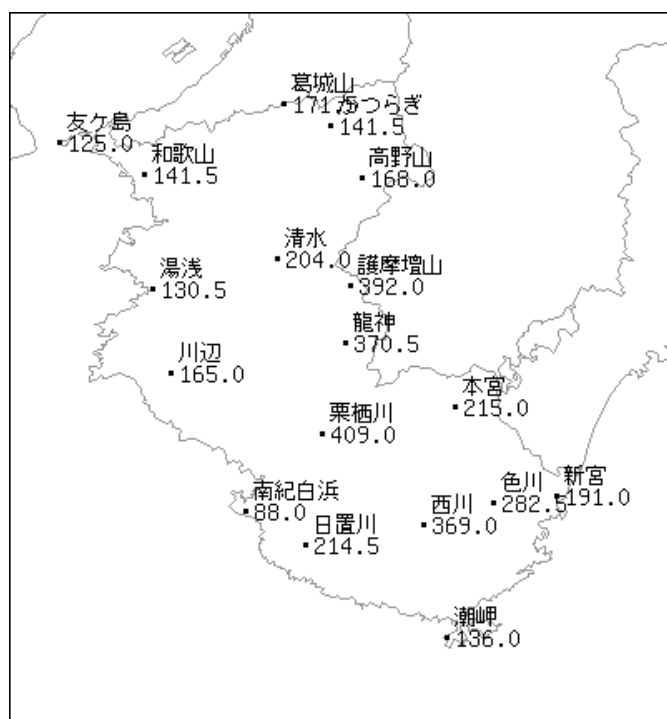 葛城山
171.5
かつらぎ
141.5
友ケ島
125.0
和歌山
141.5
高野山
168.0
清水
204.0
護摩壇山
392.0
湯浅
130.5
龍神
370.5
川辺
165.0
本宮
215.0
栗栖川
409.0
新宮
191.0
色川
282.5
南紀白浜
88.0
西川
369.0
日置川
214.5
潮岬
136.0